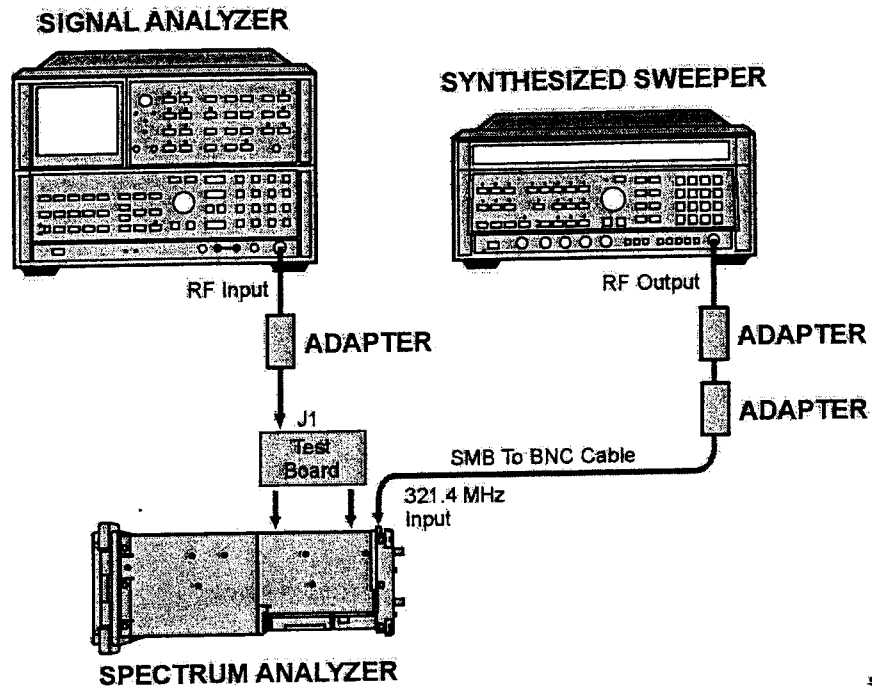 SIGNAL ANALYZER
SYNTHESIZED SWEEPER
RF Input
RF Output
ADAPTER
ADAPTER
ADAPTER
J1
Test
Board
SMB To BNC Cable
321.4 MHz
Input
SPECTRUM ANALYZER